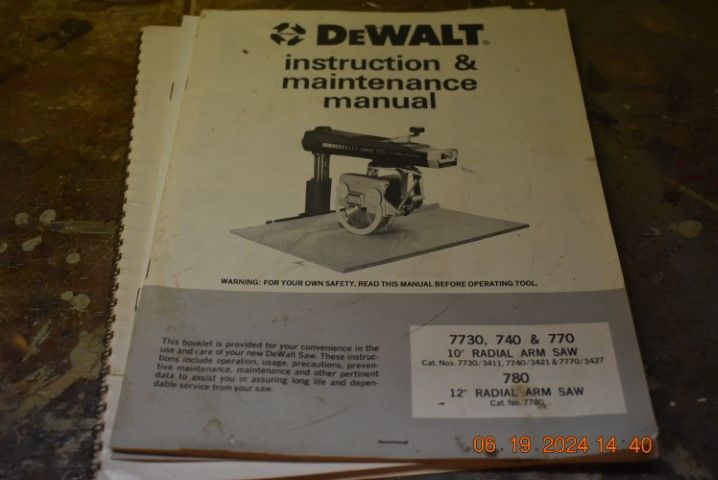 DEWALT®
instruction &
maintenance
manual
WARNING: FOR YOUR OWN SAFETY, READ THIS MANUAL BEFORE OPERATING TOOL.
This booklet is provided for your convenience in the
use and care of your new DeWalt Saw. These instruc-
tions include operation, usage, precautions, preven-
tive maintenance, maintenance and other pertinent
data to assist you in assuring long life and depen-
dable service from your saw.
7730, 740 & 770
10" RADIAL ARM SAW
Cat. Nos. 7730/3411, 7740/3421 & 7770/3427
780
12" RADIAL ARM SAW
Cat. No. 7780
06 19 2024 14 40